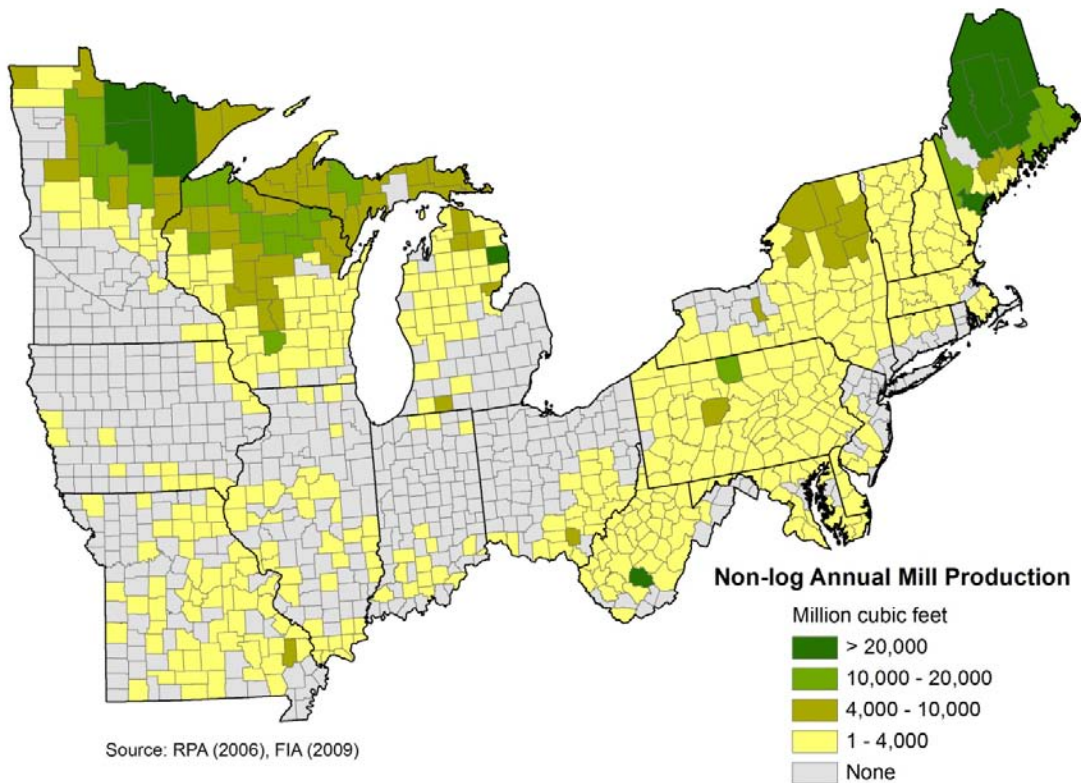 Non-log Annual Mill Production
Million cubic feet
> 20,000
10,000 - 20,000
4,000 - 10,000
1 - 4,000
None
Source: RPA (2006), FIA (2009)